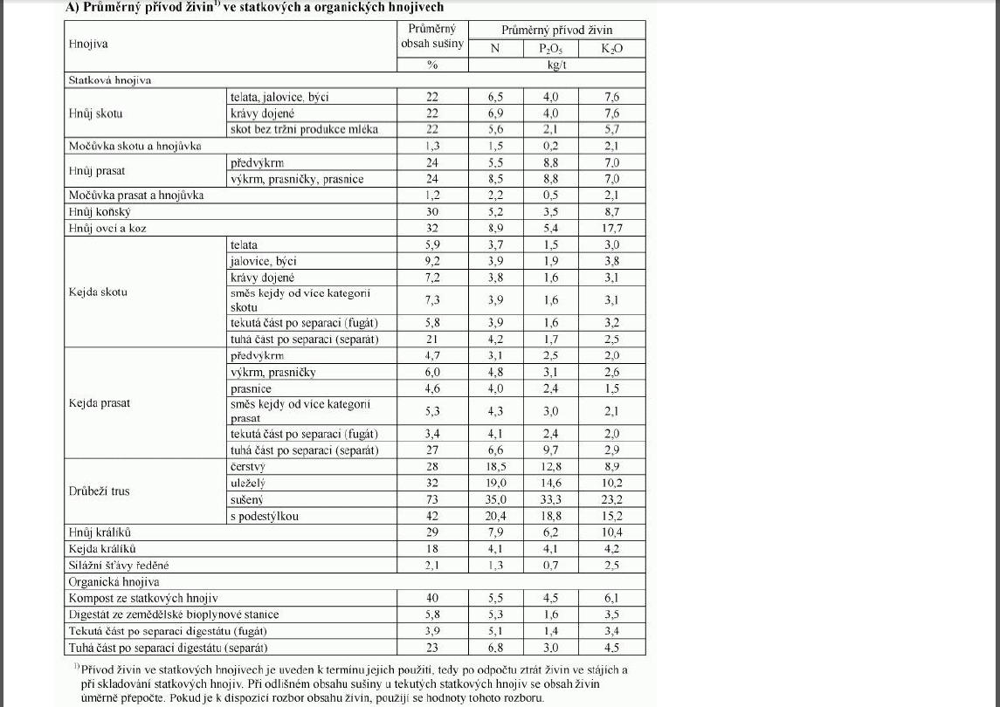 A) Průměrný přívod živin1) ve statkových a organických hnojivech
Hnojiva Průměrný obsah sušiny Průměrný přívod živin
N P2O5 K2O
% kg/t
Statková hnojiva
Hnůj skotu telata, jalovice, býci 22 6,5 4,0 7,6
krávy dojené 22 6,9 4,0 7,6
skot bez tržní produkce mléka 22 5,6 2,1 5,7
Močůvka skotu a hnojůvka 1,3 1,5 0,2 2,1
Hnůj prasat předvýkrm 24 5,5 8,8 7,0
výkrm, prasničky, prasnice 24 8,5 8,8 7,0
Močůvka prasat a hnojůvka 1,2 2,2 0,5 2,1
Hnůj koňský 30 5,2 3,5 8,7
Hnůj ovcí a koz 32 8,9 5,4 17,7
Kejda skotu telata 5,9 3,7 1,5 3,0
jalovice, býci 9,2 3,9 1,9 3,8
krávy dojené 7,2 3,8 1,6 3,1
směs kejdy od více kategorií
skotu 7,3 3,9 1,6 3,1
tekutá část po separaci (fugát) 5,8 3,9 1,6 3,2
tuhá část po separaci (separát) 21 4,2 1,7 2,5
Kejda prasat předvýkrm 4,7 3,1 2,5 2,0
výkrm, prasničky 6,0 4,8 3,1 2,6
prasnice 4,6 4,0 2,4 1,5
směs kejdy od více kategorií
prasat 5,3 4,3 3,0 2,1
tekutá část po separaci (fugát) 3,4 4,1 2,4 2,0
tuhá část po separaci (separát) 27 6,6 9,7 2,9
Drůbeží trus čerstvý 28 18,5 12,8 8,9
uležělý 32 19,0 14,6 10,2
sušený 73 35,0 33,3 23,2
s podestýlkou 42 20,4 18,8 15,2
Hnůj králíků 29 7,9 6,2 10,4
Kejda králíků 18 4,1 4,1 4,2
Silážní šťávy ředěné 2,1 1,3 0,7 2,5
Organická hnojiva
Kompost ze statkových hnojiv 40 5,5 4,5 6,1
Digestát ze zemědělské bioplynové stanice 5,8 5,3 1,6 3,5
Tekutá část po separaci digestátu (fugát) 3,9 5,1 1,4 3,4
Tuhá část po separaci digestátu (separát) 23 6,8 3,0 4,5
1) Přívod živin ve statkových hnojivech je uveden k termínu jejich použití, tedy po odpočtu ztrát živin ve stájích a
při skladování statkových hnojiv. Při odlišném obsahu sušiny u tekutých statkových hnojiv se obsah živin
úměrně přepočte. Pokud je k dispozici rozbor obsahu živin, použijí se hodnoty tohoto rozboru.